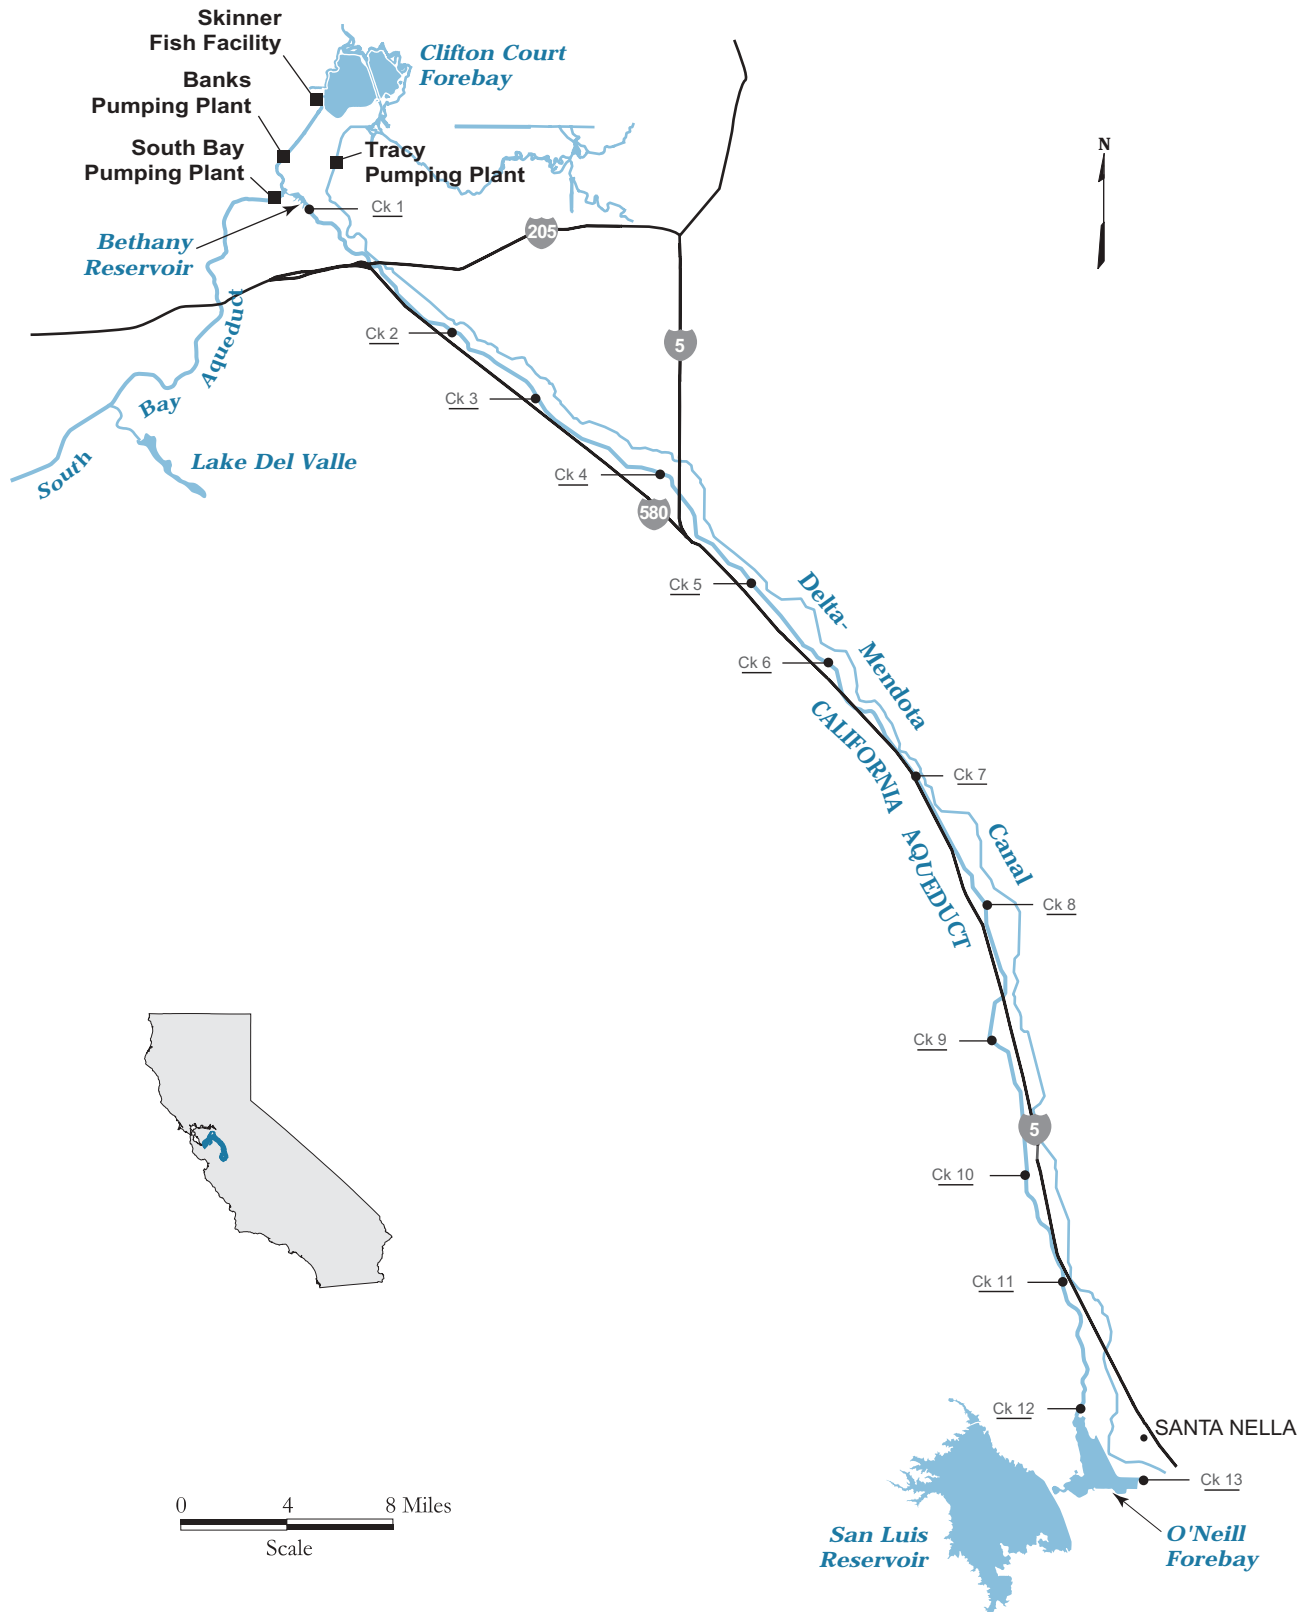 Skinner
Fish Facility
Clifton Court
Forebay
Banks
Pumping Plant
South Bay
Pumping Plant
Tracy
Pumping Plant
N
Ck 1
Bethany
Reservoir
205
Ck 2
5
Ck 3
South Bay Aqueduct
Lake Del Valle
Ck 4
580
Ck 5
Delta-Mendota Canal
Ck 6
CALIFORNIA AQUEDUCT
Ck 7
Ck 8
Ck 9
5
Ck 10
Ck 11
Ck 12
SANTA NELLA
Ck 13
0 4 8 Miles
Scale
San Luis
Reservoir
O'Neill
Forebay